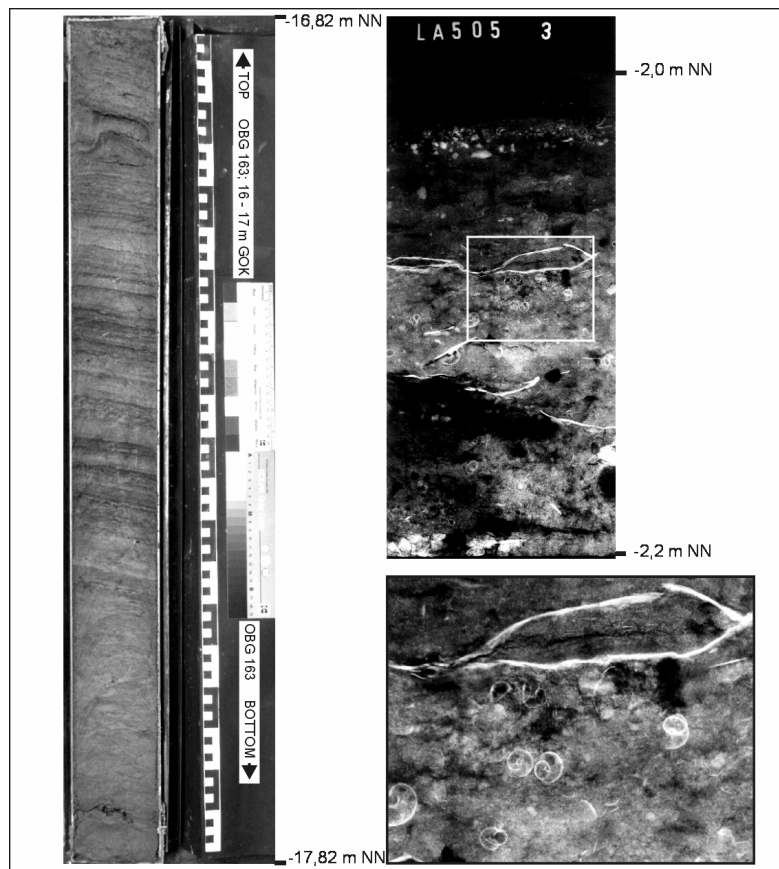 -16,82 m NN
TOP OBG 163; 16 - 17 m GOK
OBG 163 BOTTOM
-17,82 m NN
LA505 3
-2,0 m NN
-2,2 m NN